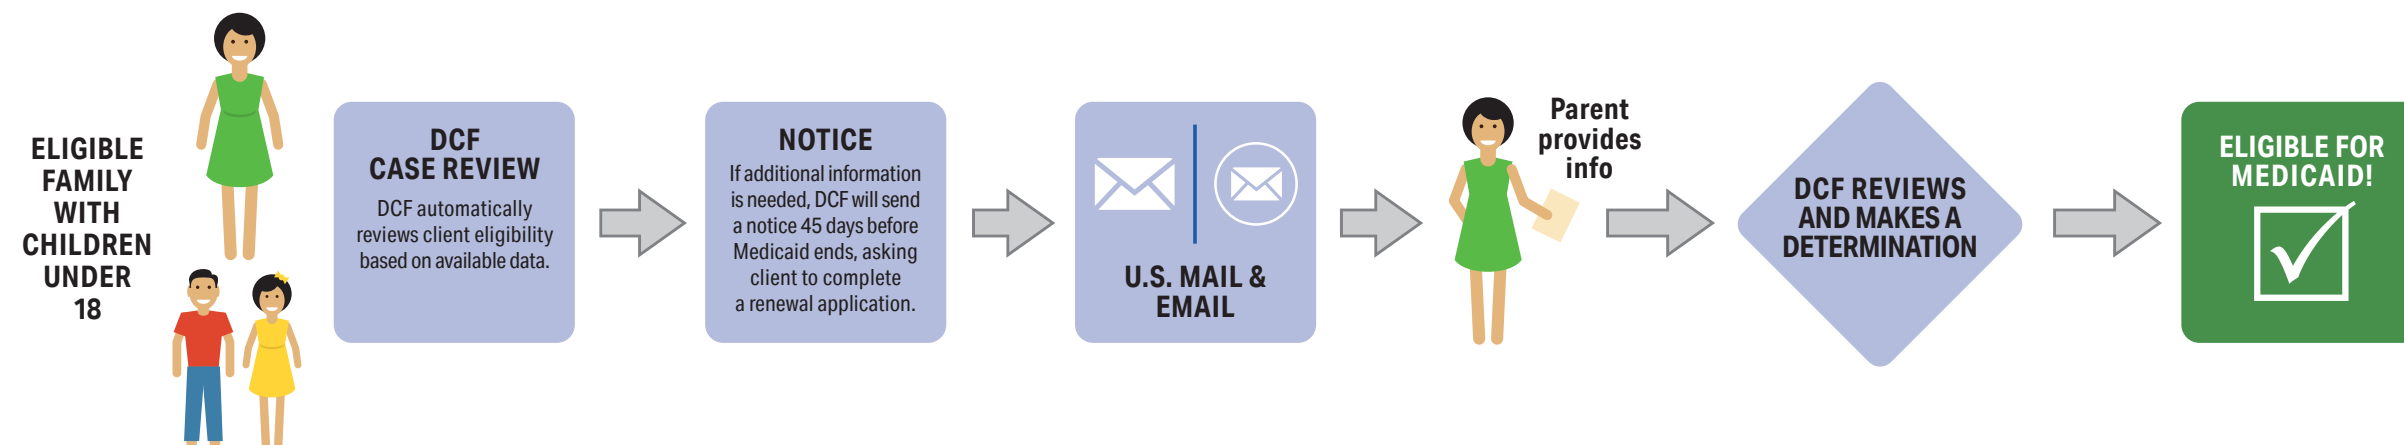 ELIGIBLE
FAMILY
WITH
CHILDREN
UNDER
18
DCF
CASE REVIEW
DCF automatically
reviews client eligibility
based on available data.
NOTICE
If additional information
is needed, DCF will send
a notice 45 days before
Medicaid ends, asking
client to complete
a renewal application.
U.S. MAIL &
EMAIL
Parent
provides
info
DCF REVIEWS
AND MAKES A
DETERMINATION
ELIGIBLE FOR
MEDICAID!